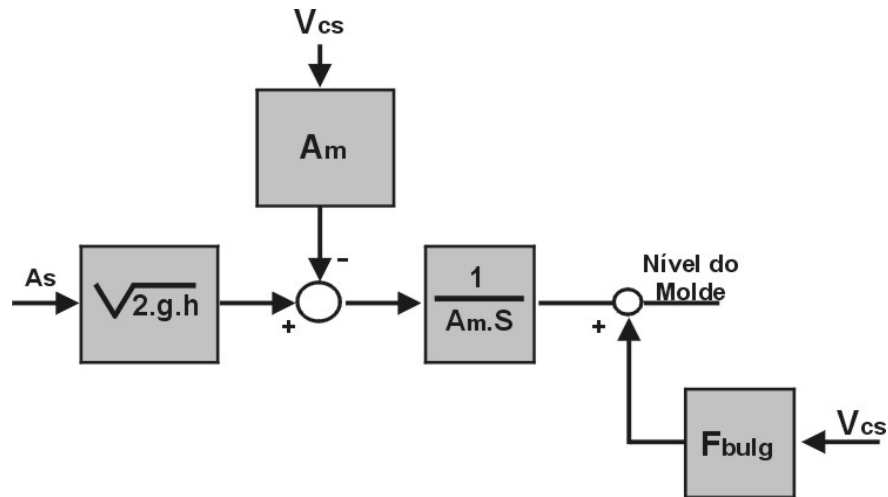 Vcs
Am
-
As
√2.g.h
+
1
Am.S
Nível do
Molde
+
Fbulg
Vcs